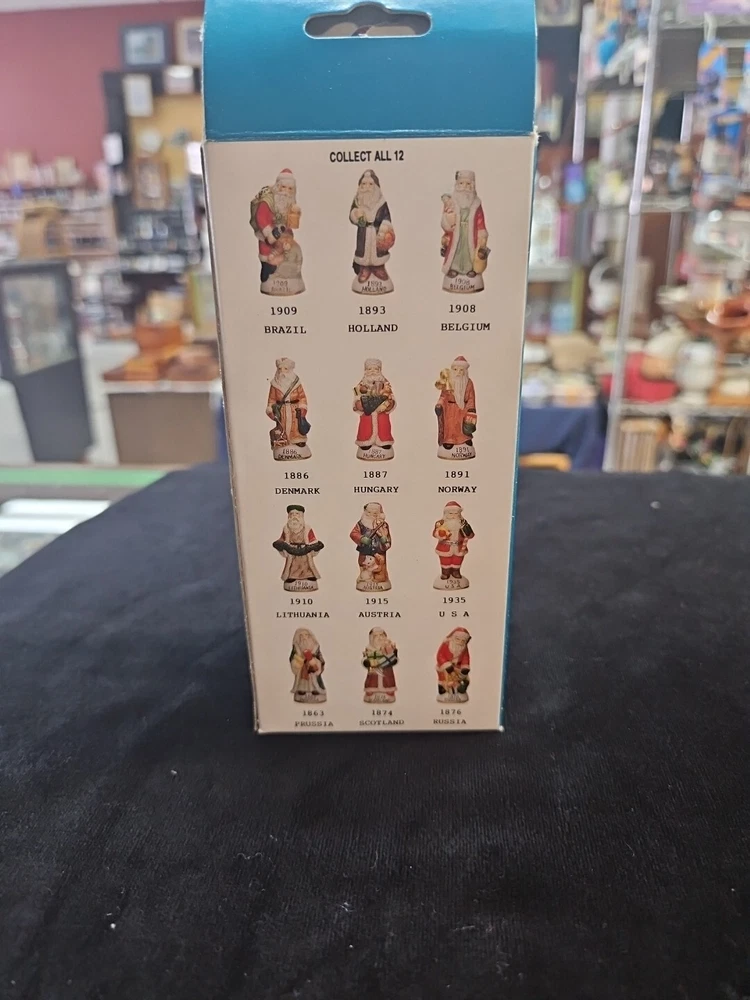 COLLECT ALL 12
1909 1893 1908
BRAZIL HOLLAND BELGIUM
1886 1887 1891
DENMARK HUNGARY NORWAY
1910 1915 1935
LITHUANIA AUSTRIA U S A
1863 1874 1876
PRUSSIA SCOTLAND RUSSIA